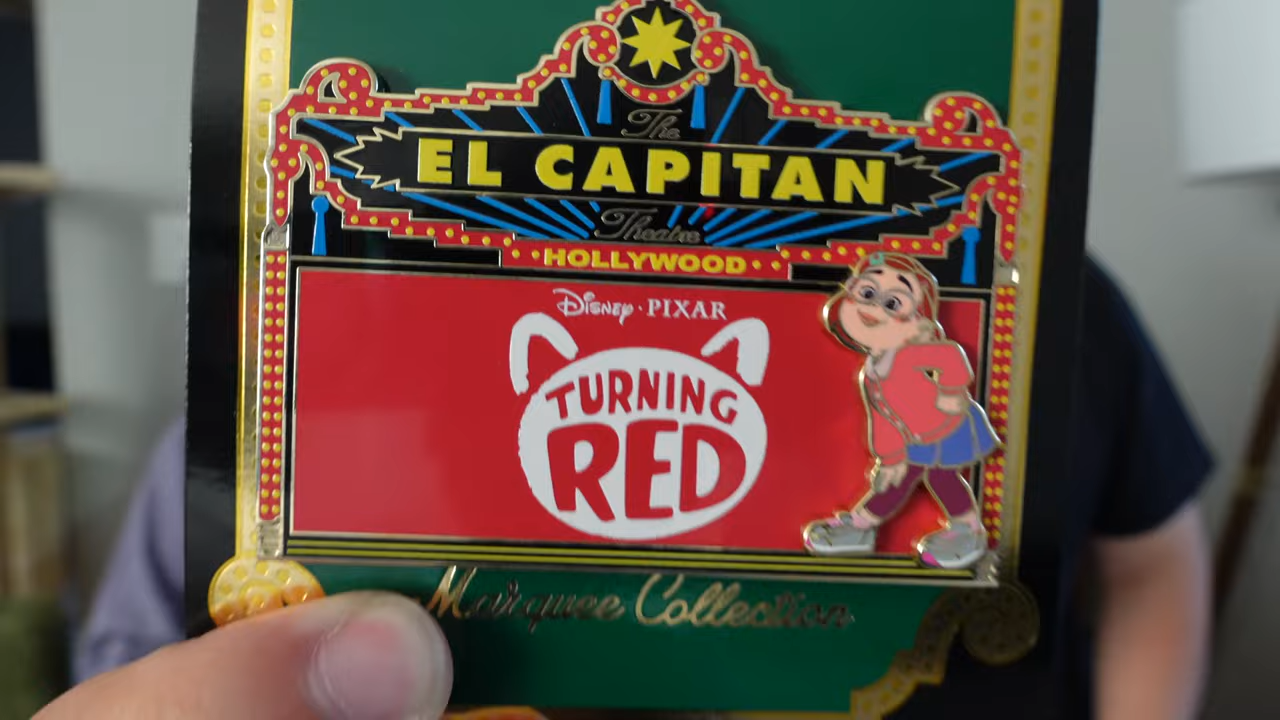 The
EL CAPITAN
Theatre
HOLLYWOOD
Disney · PIXAR
TURNING
RED
Marquee Collection